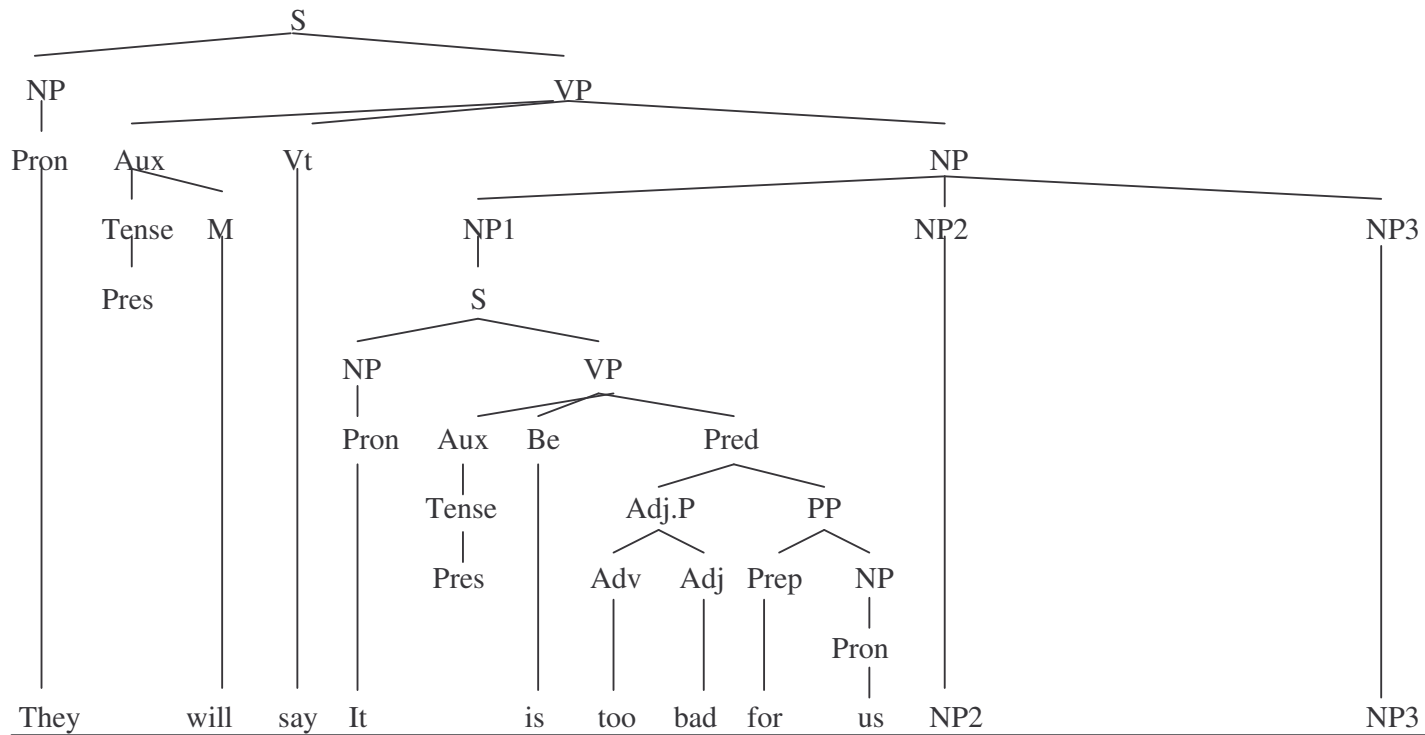 S
NP VP
Pron Aux Vt NP
Tense M NP1 NP2 NP3
Pres S
NP VP
Pron Aux Be Pred
Tense Adj.P PP
Pres Adv Adj Prep NP
Pron
They will say It is too bad for us NP2 NP3